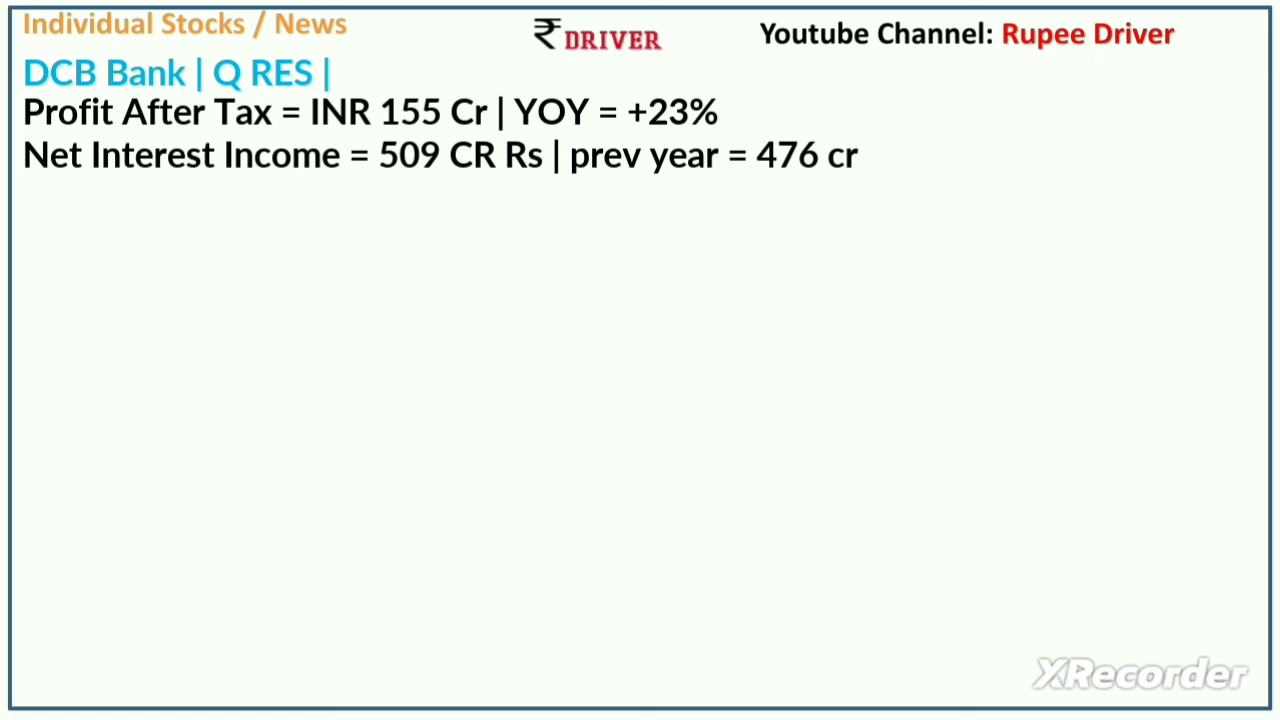 Individual Stocks / News
₹ DRIVER
Youtube Channel: Rupee Driver
DCB Bank | Q RES |
Profit After Tax = INR 155 Cr | YOY = +23%
Net Interest Income = 509 CR Rs | prev year = 476 cr
XRecorder